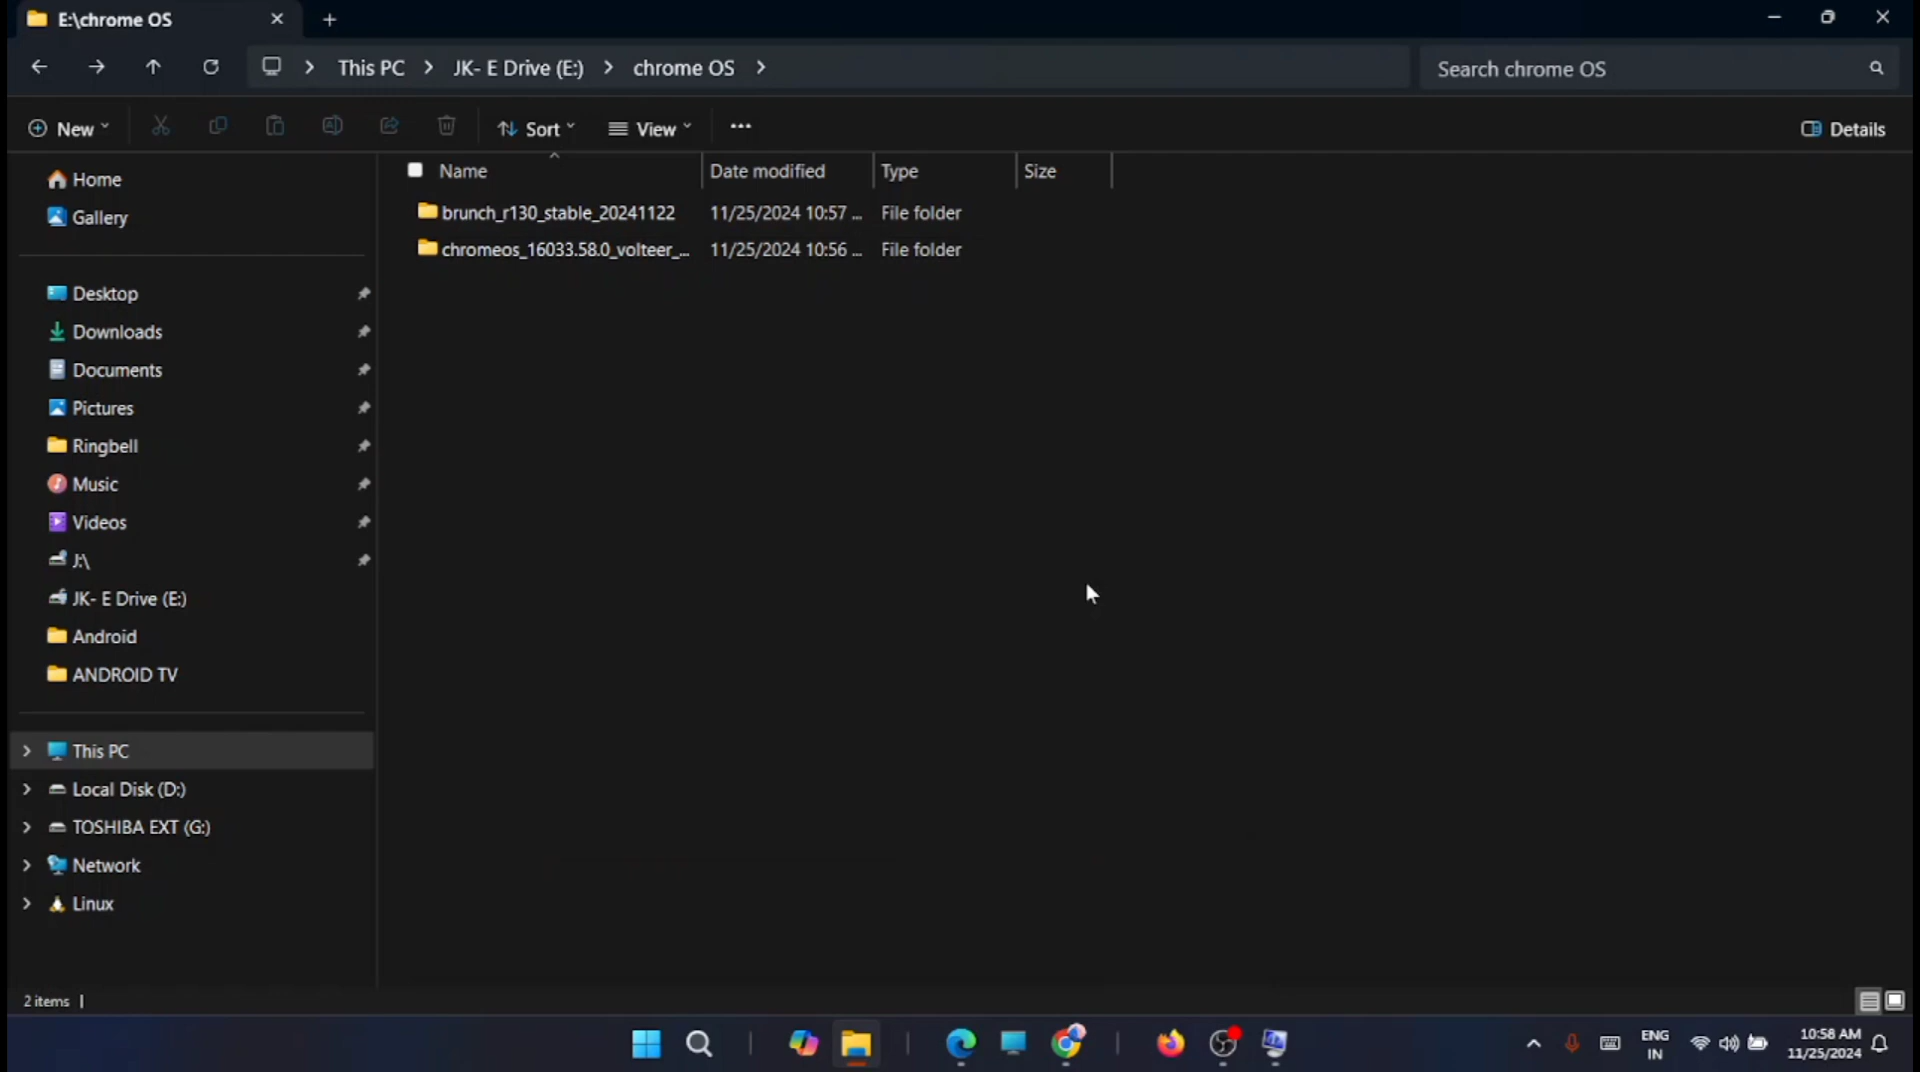 E:\chrome OS
This PC > JK- E Drive (E:) > chrome OS >
Search chrome OS
New
Sort
View
Details
Name Date modified Type Size
brunch_r130_stable_20241122 11/25/2024 10:57 ... File folder
chromeos_16033.58.0_volteer_... 11/25/2024 10:56 ... File folder
Home
Gallery
Desktop
Downloads
Documents
Pictures
Ringbell
Music
Videos
J:\
JK- E Drive (E:)
Android
ANDROID TV
This PC
Local Disk (D:)
TOSHIBA EXT (G:)
Network
Linux
2 items
ENG
IN
10:58 AM
11/25/2024